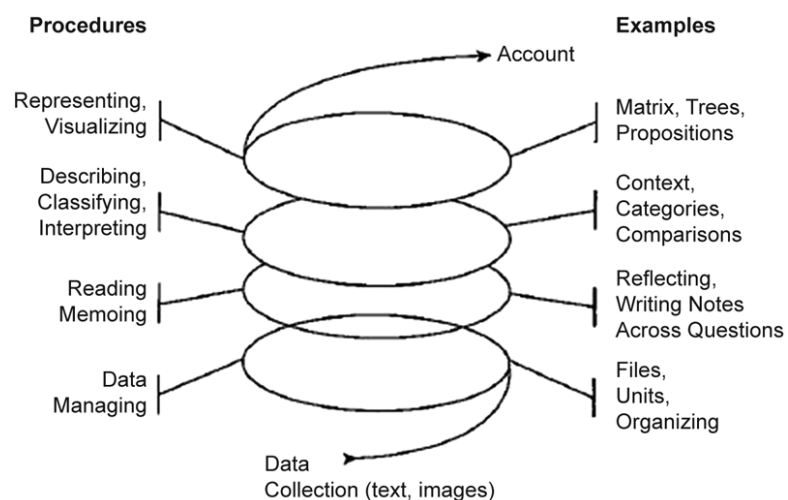 Procedures
Examples
Account
Representing,
Visualizing
Matrix, Trees,
Propositions
Describing,
Classifying,
Interpreting
Context,
Categories,
Comparisons
Reading
Memoing
Reflecting,
Writing Notes
Across Questions
Data
Managing
Files,
Units,
Organizing
Data
Collection (text, images)